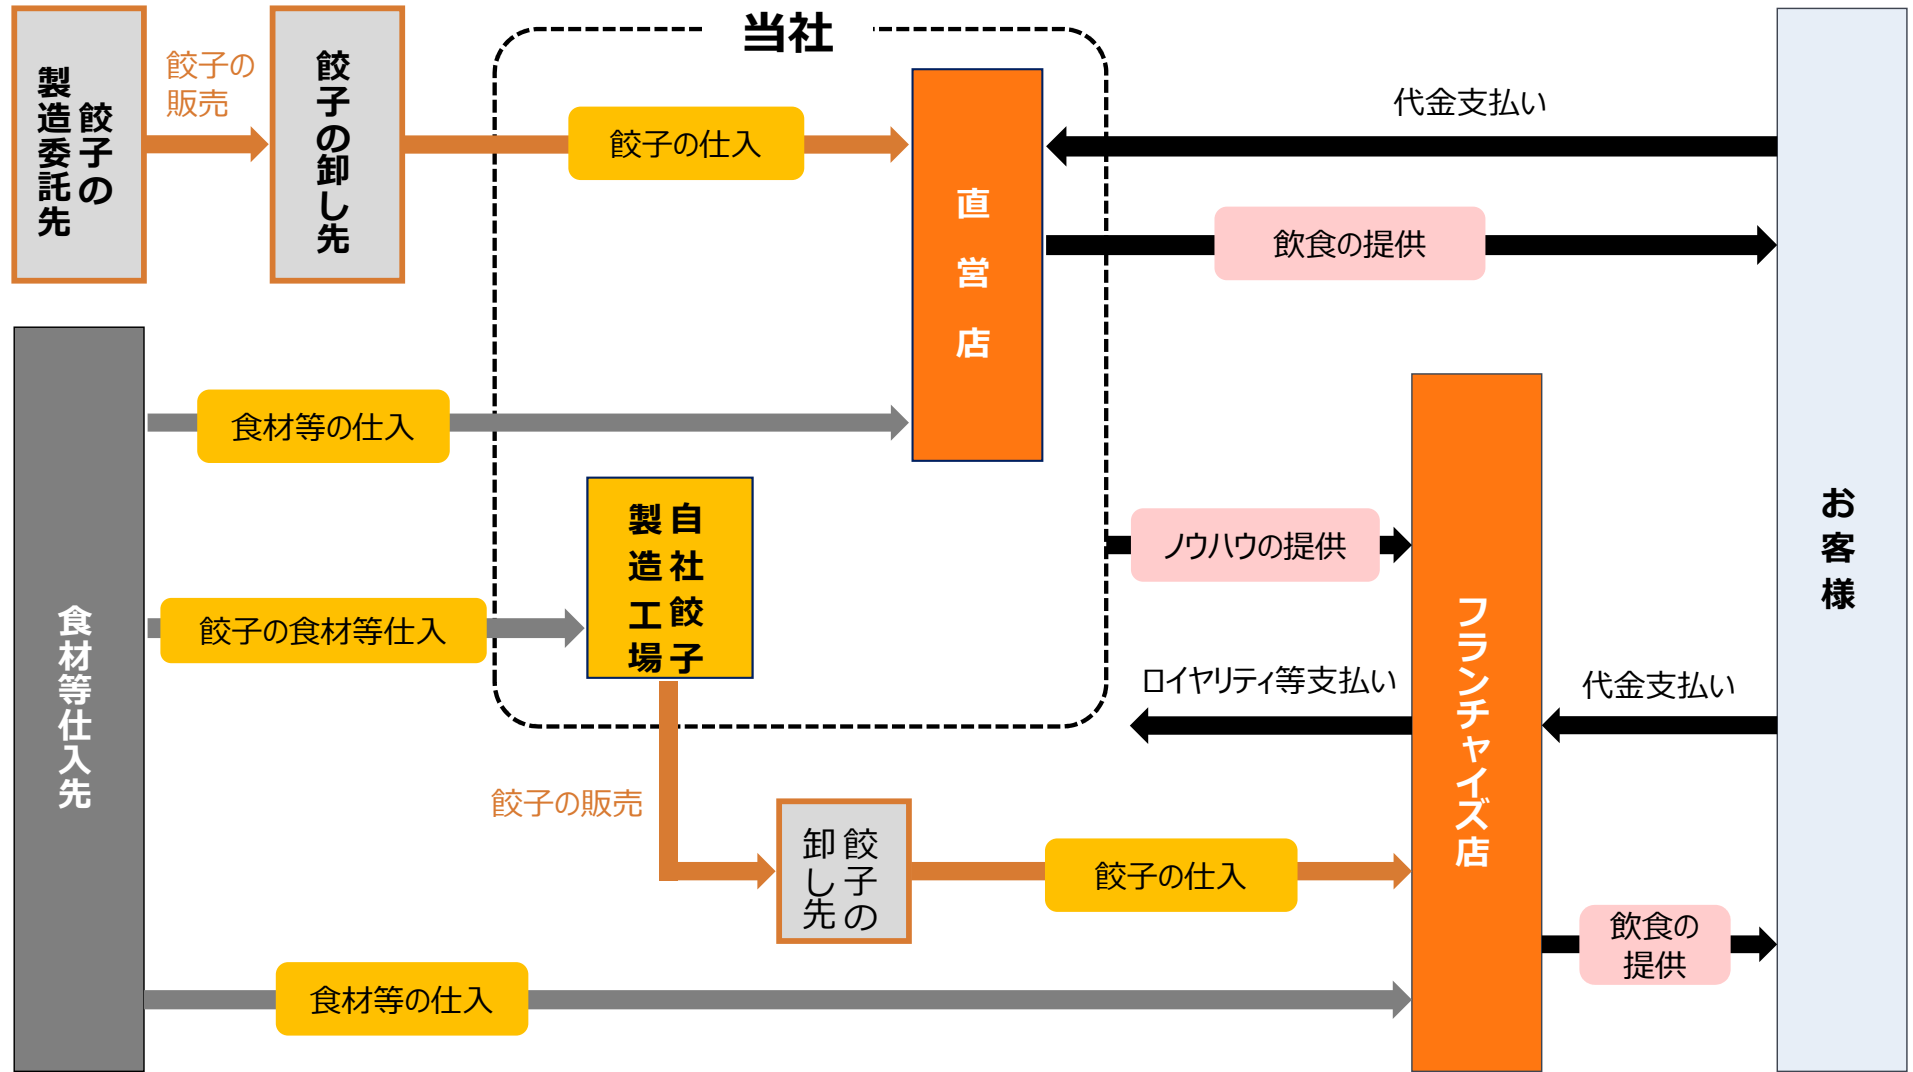 当社
餃子の
製造委託先
餃子の
販売
餃子の卸し先
餃子の仕入
直営店
代金支払い
飲食の提供
お客様
食材等仕入先
食材等の仕入
餃子の食材等仕入
自社餃子
製造工場
ノウハウの提供
ロイヤリティ等支払い
フランチャイズ店
代金支払い
餃子の販売
餃子の
卸し先
餃子の仕入
飲食の
提供
食材等の仕入